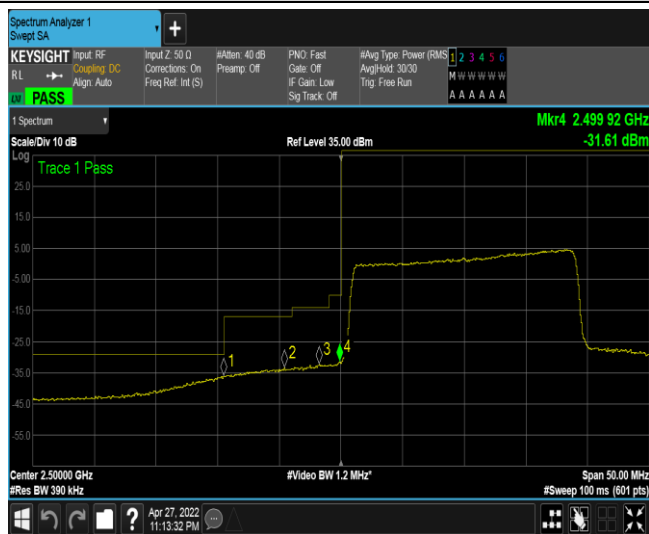 Spectrum Analyzer 1
Swept SA
+
KEYSIGHT Input: RF Input Z: 50 Ω #Atten: 40 dB PNO: Fast #Avg Type: Power (RMS 1 2 3 4 5 6
RL Coupling: DC Corrections: On Preamp: Off Gate: Off Avg|Hold: 30/30 M W W W W W
Align: Auto Freq Ref: Int (S) IF Gain: Low Trig: Free Run
Sig Track: Off A A A A A A
PASS
1 Spectrum Mkr4 2.499 92 GHz
Scale/Div 10 dB Ref Level 35.00 dBm -31.61 dBm
Log
Trace 1 Pass
25.0
15.0
5.00
-5.00
-15.0
-25.0
1 2 3 4
-35.0
-45.0
-55.0
Center 2.50000 GHz #Video BW 1.2 MHz* Span 50.00 MHz
#Res BW 390 kHz #Sweep 100 ms (601 pts)
? Apr 27, 2022
11:13:32 PM